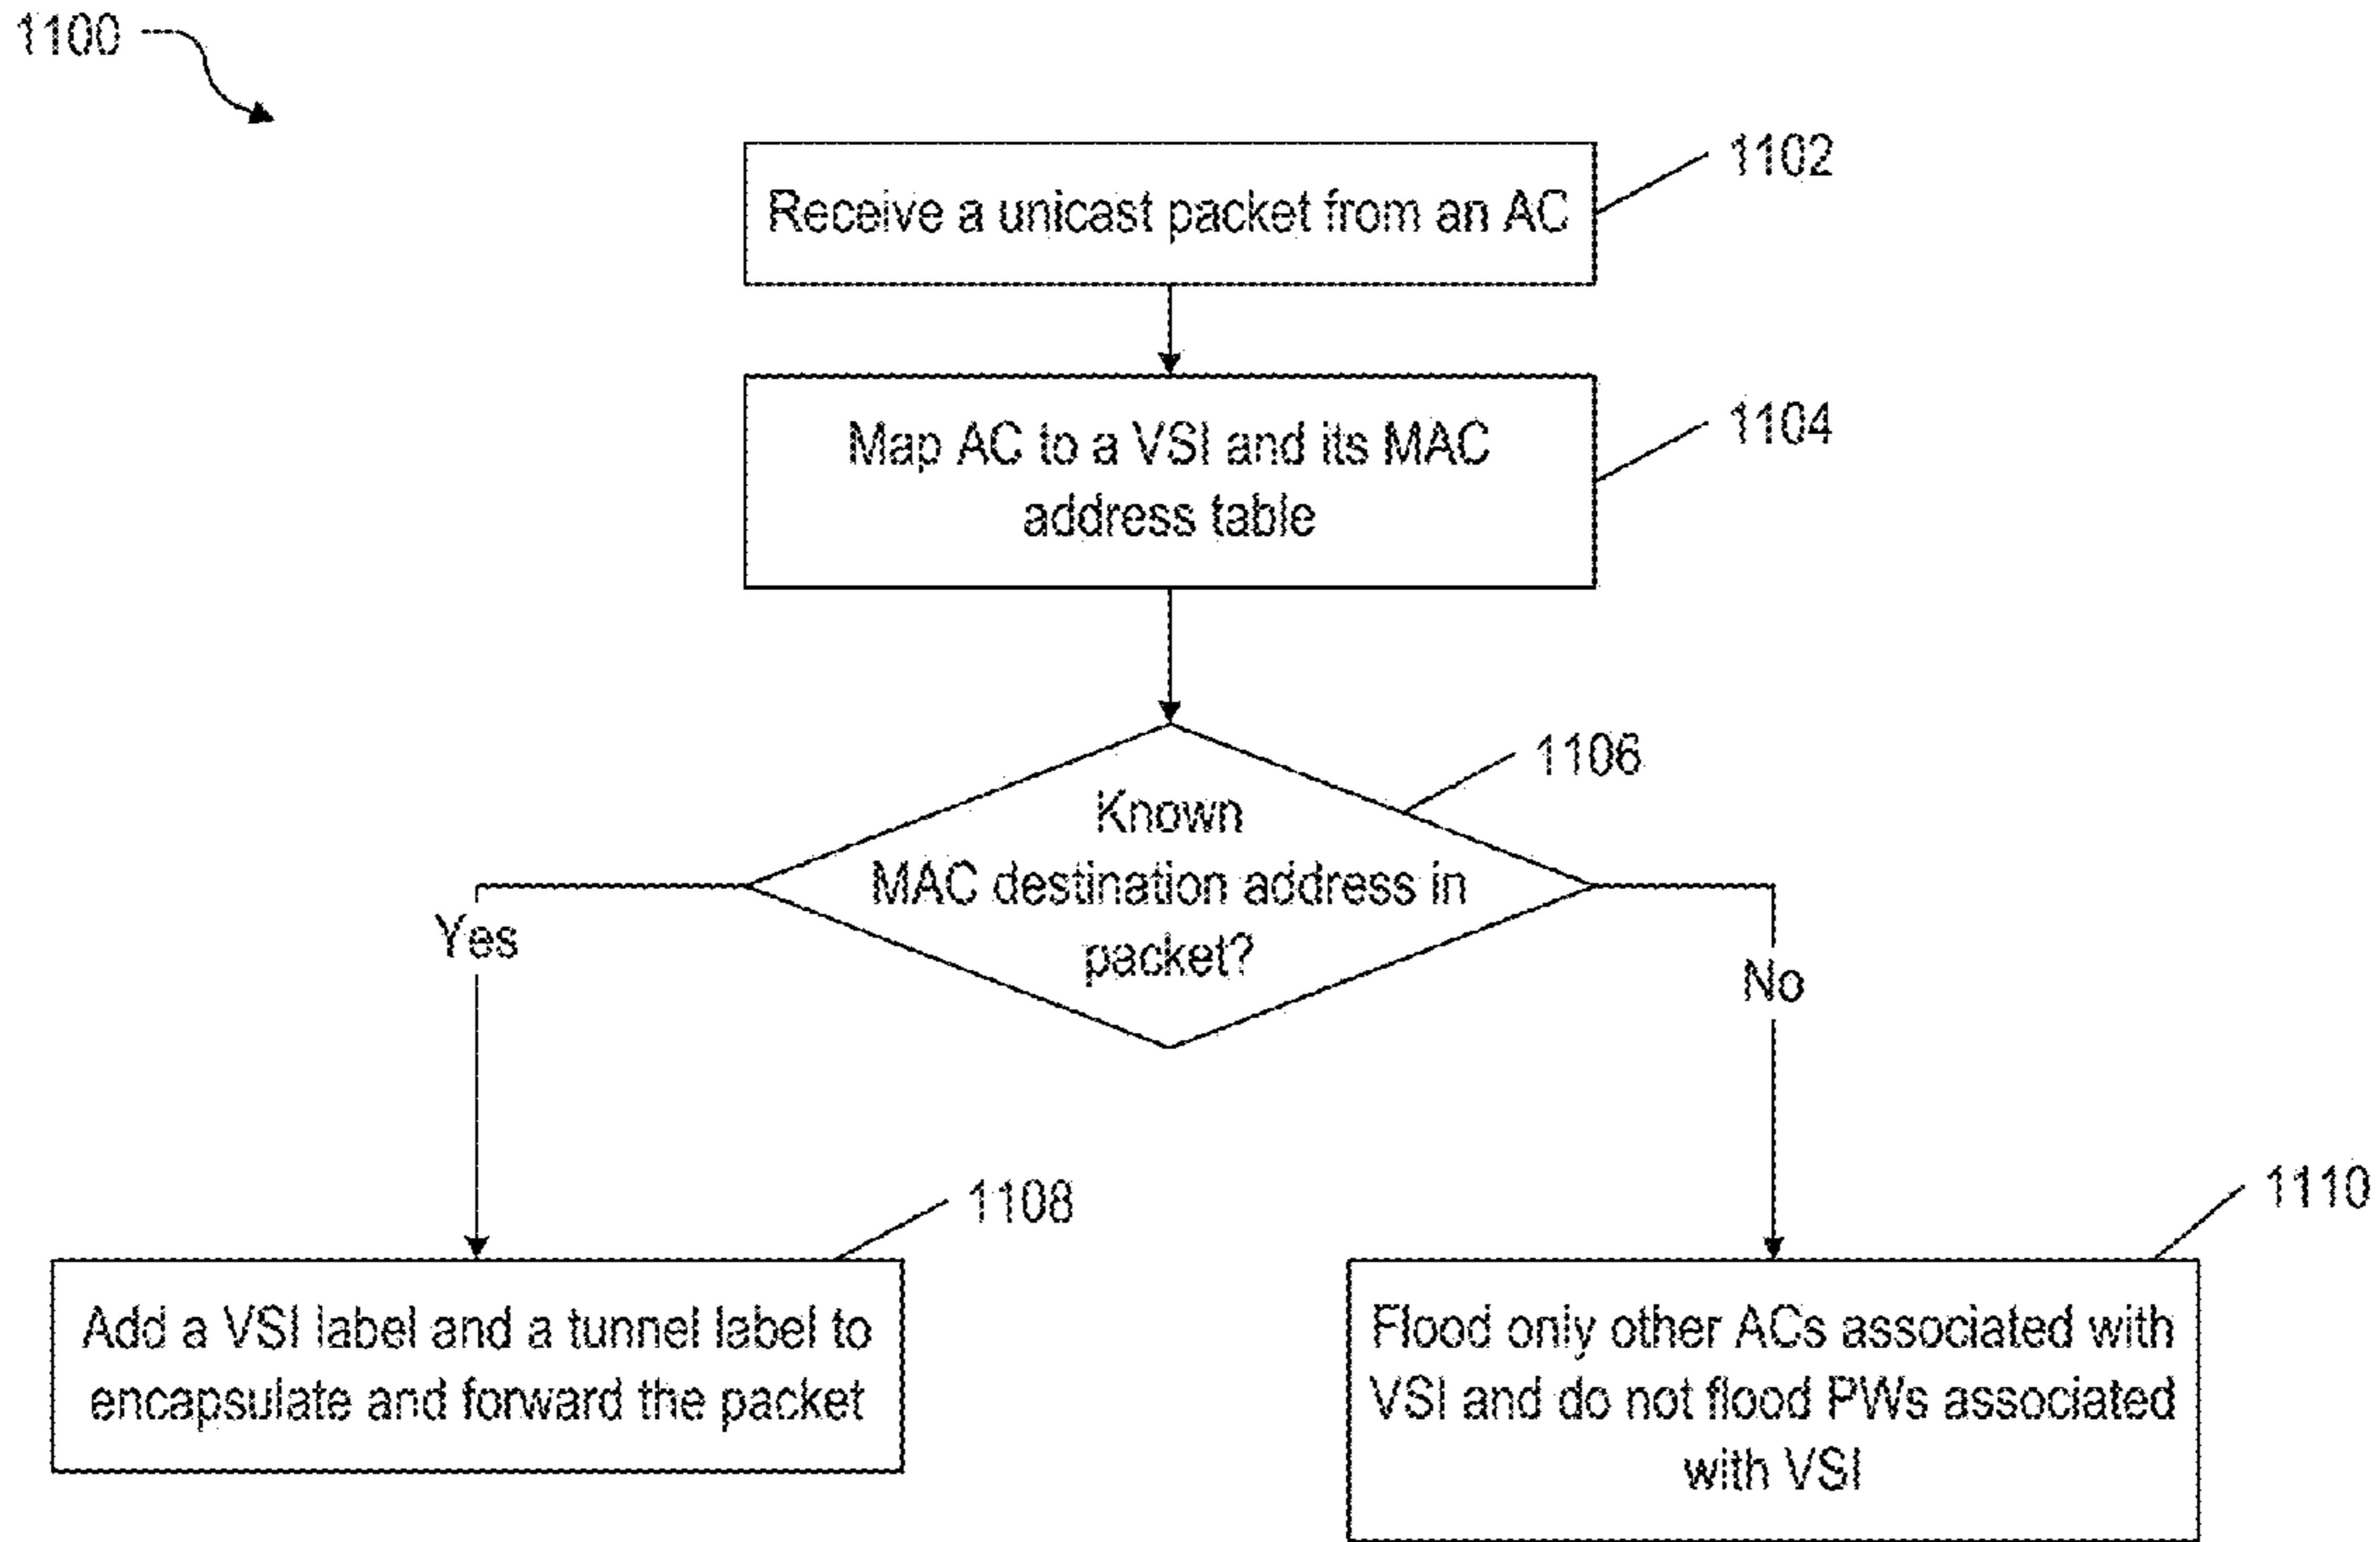 1100
Receive a unicast packet from an AC
1102
Map AC to a VSI and its MAC
address table
1104
Known
MAC destination address in
packet?
1106
Yes
No
Add a VSI label and a tunnel label to
encapsulate and forward the packet
1108
Flood only other ACs associated with
VSI and do not flood PWs associated
with VSI
1110